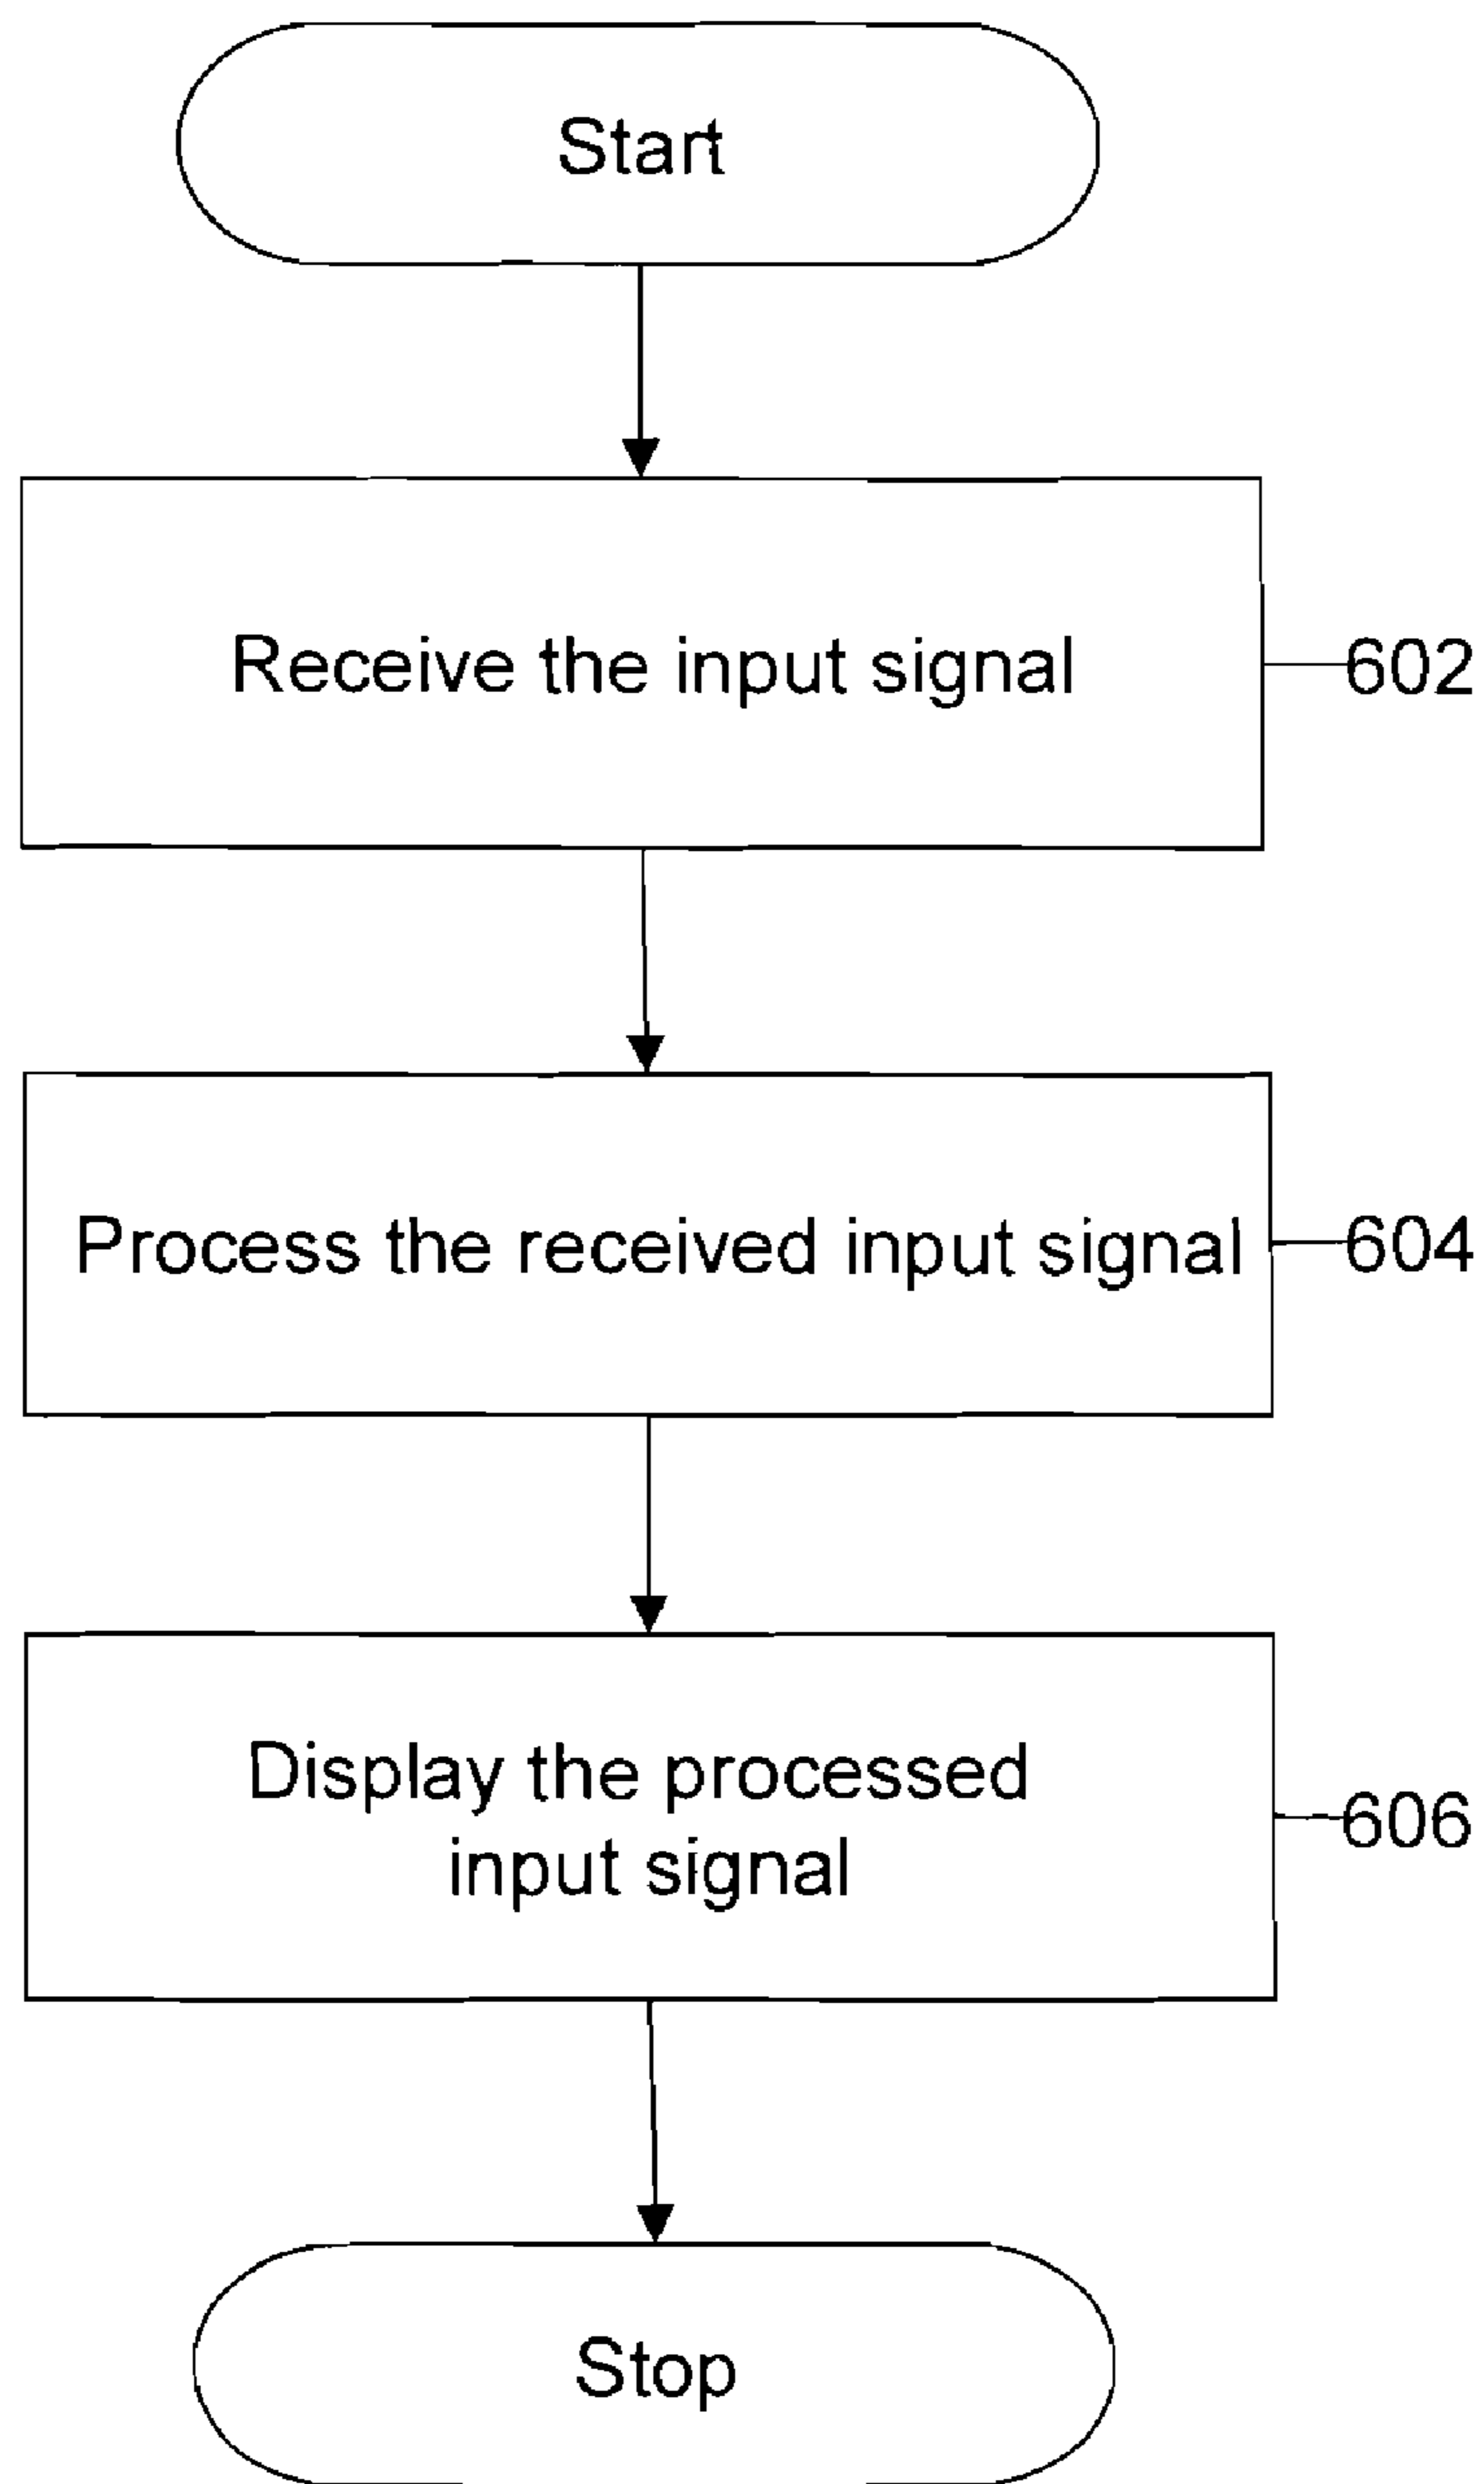 Start
Receive the input signal
602
Process the received input signal
604
Display the processed
input signal
606
Stop